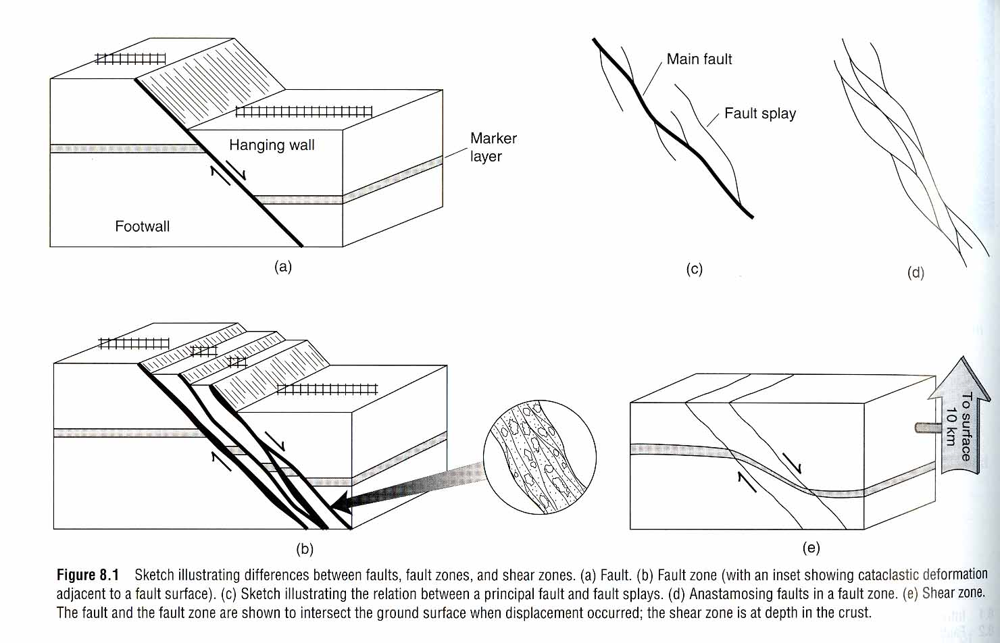 Main fault
Fault splay
Hanging wall
Marker
layer
Footwall
(a)
(c)
(d)
To surface
10 km
(b)
(e)
Figure 8.1 Sketch illustrating differences between faults, fault zones, and shear zones. (a) Fault. (b) Fault zone (with an inset showing cataclastic deformation
adjacent to a fault surface). (c) Sketch illustrating the relation between a principal fault and fault splays. (d) Anastamosing faults in a fault zone. (e) Shear zone.
The fault and the fault zone are shown to intersect the ground surface when displacement occurred; the shear zone is at depth in the crust.